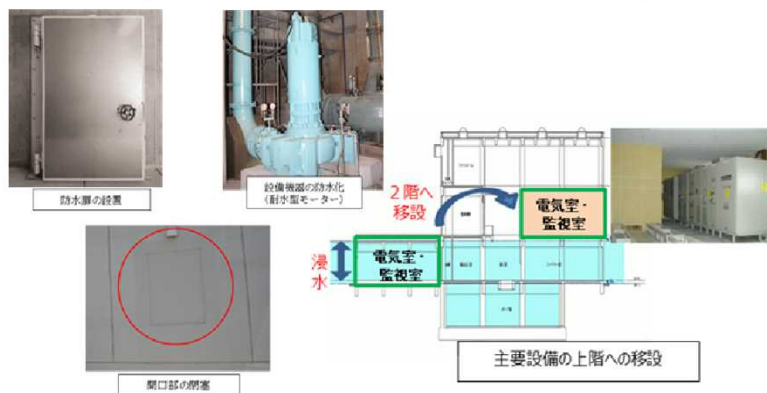 防水扉の設置
設備機器の防水化
(耐水型モーター)
開口部の閉塞
2階へ
移設
電気室・
監視室
浸水
電気室・
監視室
主要設備の上階への移設